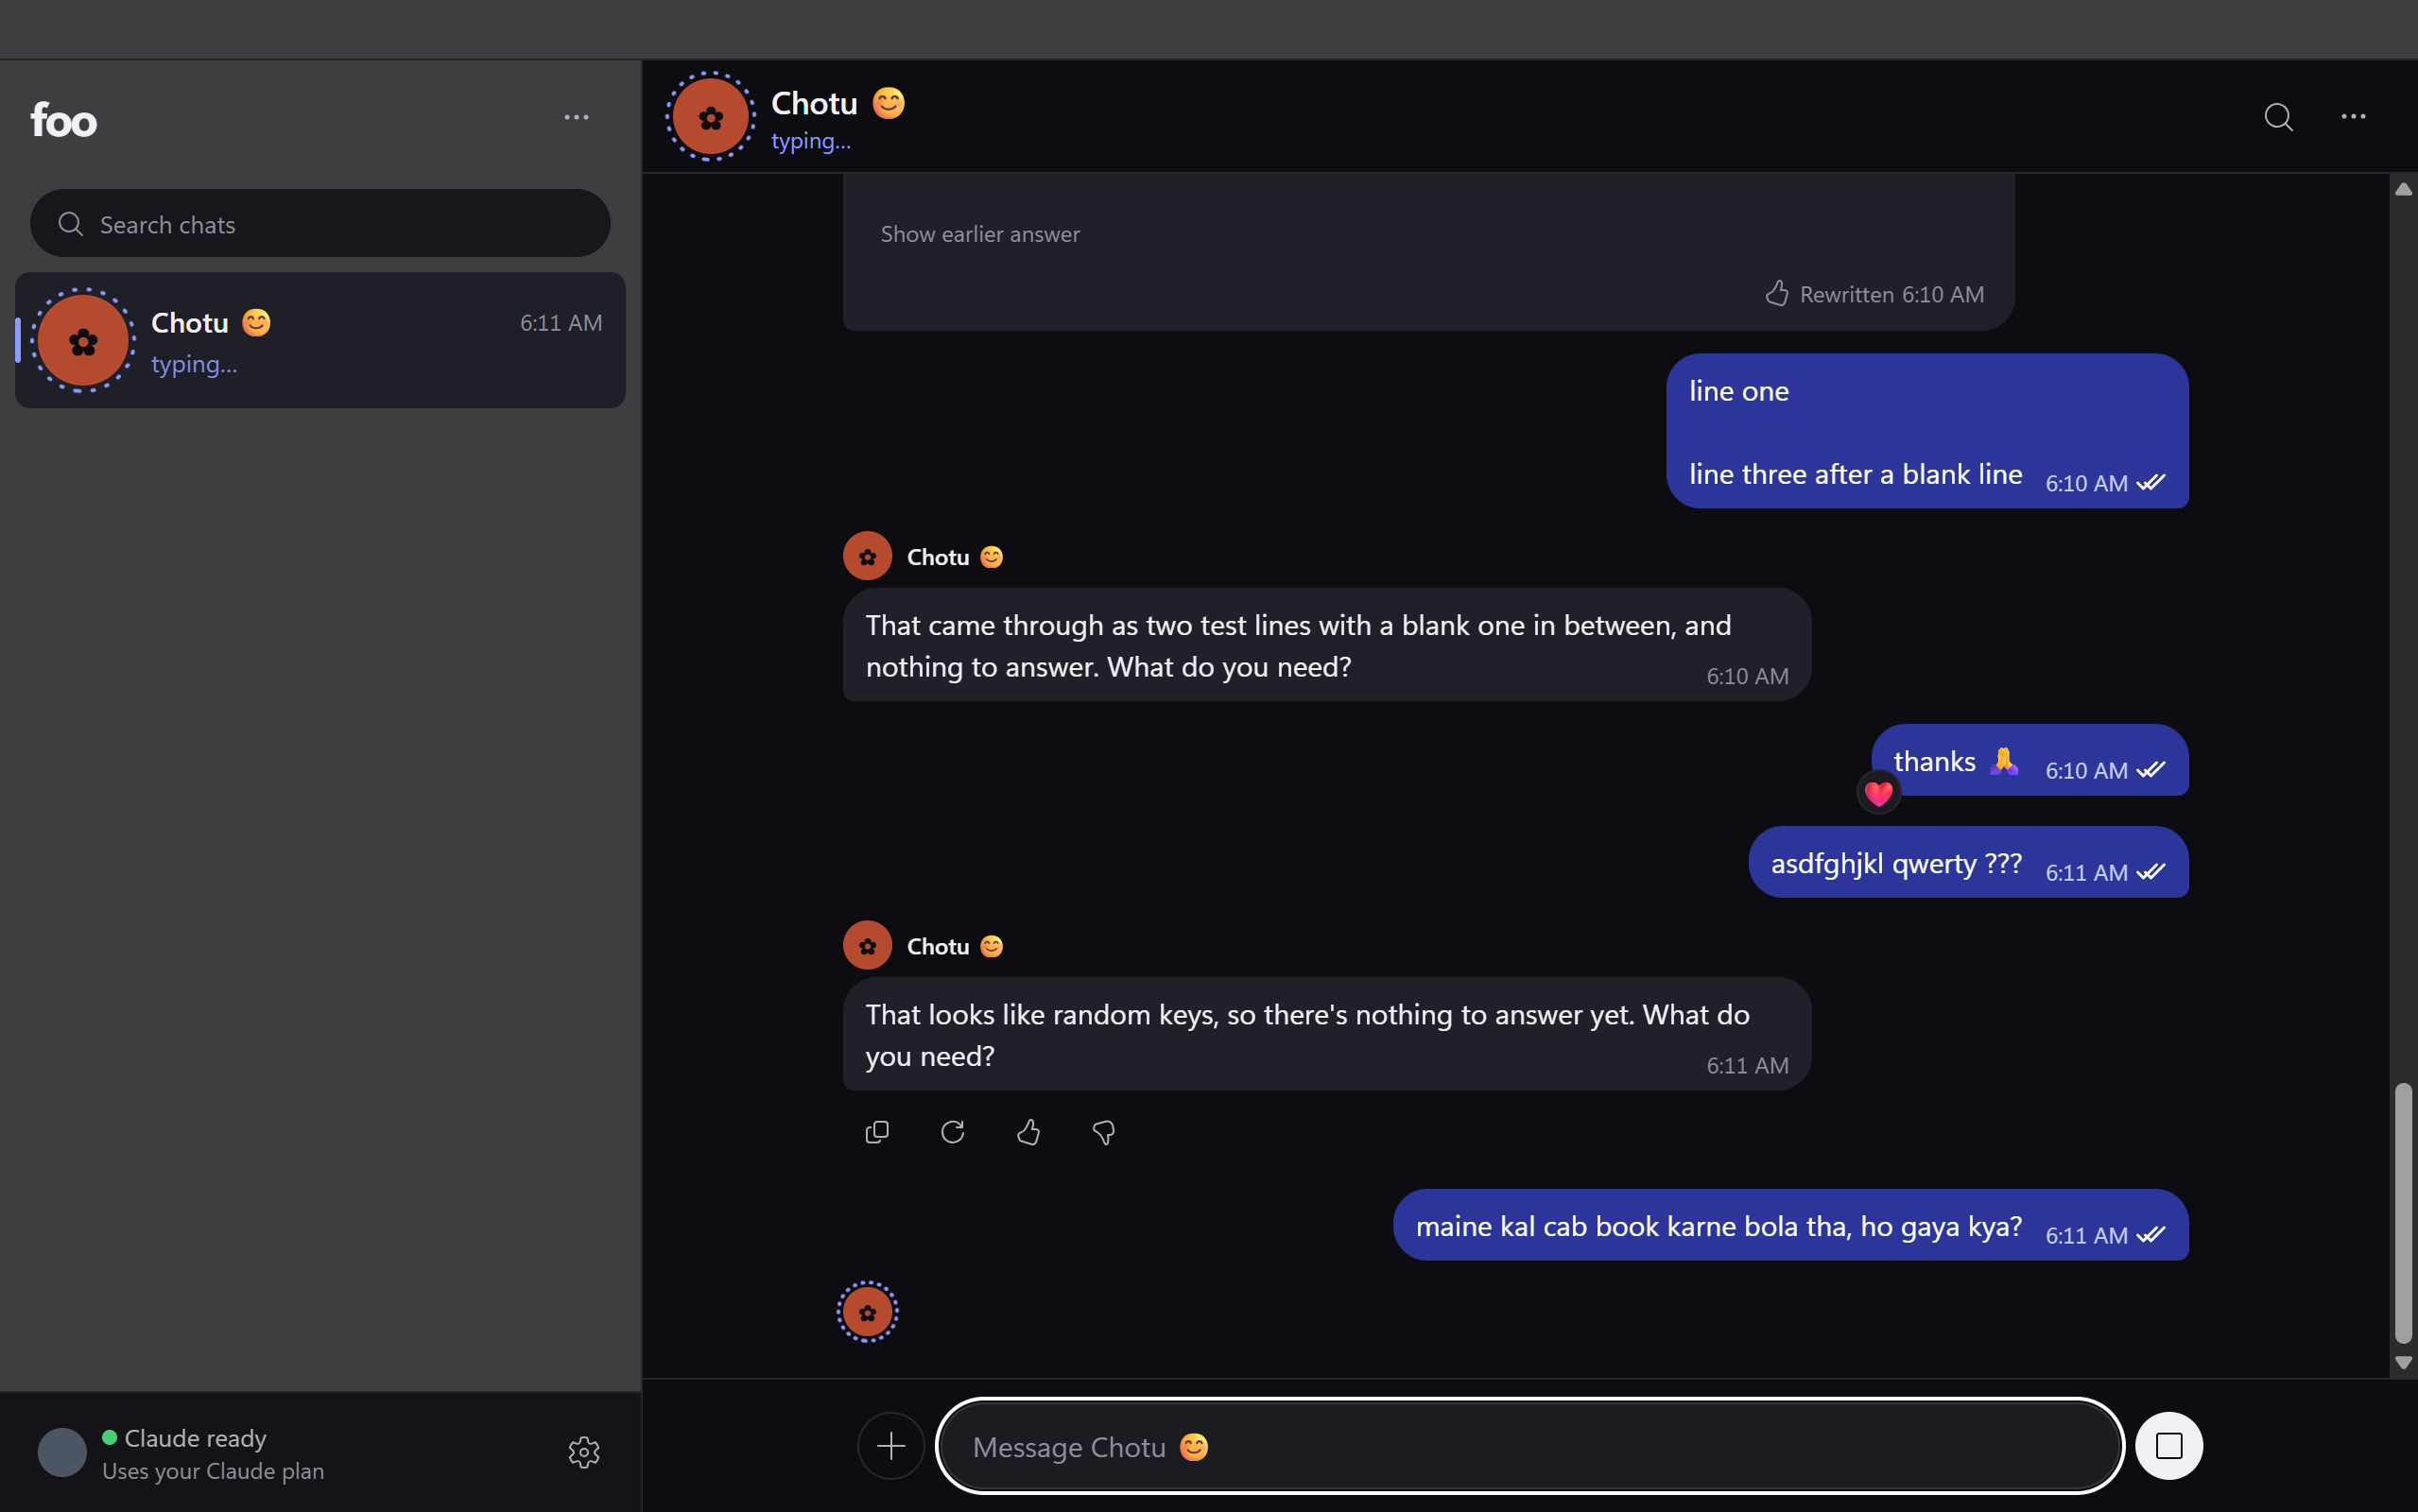 foo
Search chats
Chotu 😊
6:11 AM
typing...
Claude ready
Uses your Claude plan
Chotu 😊
typing...
Show earlier answer
Rewritten 6:10 AM
line one
line three after a blank line
6:10 AM
Chotu 😊
That came through as two test lines with a blank one in between, and
nothing to answer. What do you need?
6:10 AM
thanks 🙏
6:10 AM
asdfghjkl qwerty ???
6:11 AM
Chotu 😊
That looks like random keys, so there's nothing to answer yet. What do
you need?
6:11 AM
maine kal cab book karne bola tha, ho gaya kya?
6:11 AM
Message Chotu 😊